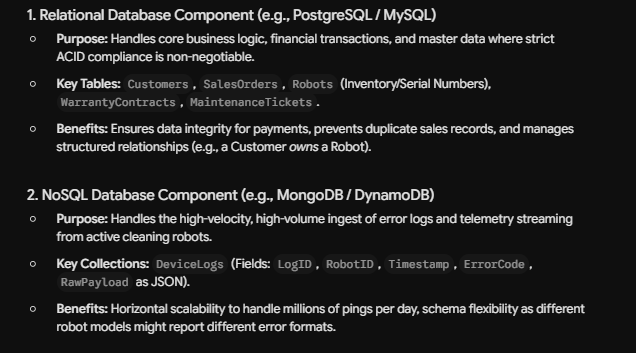 1. Relational Database Component (e.g., PostgreSQL / MySQL)
○ Purpose: Handles core business logic, financial transactions, and master data where strict
ACID compliance is non-negotiable.
○ Key Tables: Customers, SalesOrders, Robots (Inventory/Serial Numbers),
WarrantyContracts, MaintenanceTickets.
○ Benefits: Ensures data integrity for payments, prevents duplicate sales records, and manages
structured relationships (e.g., a Customer owns a Robot).
2. NoSQL Database Component (e.g., MongoDB / DynamoDB)
○ Purpose: Handles the high-velocity, high-volume ingest of error logs and telemetry streaming
from active cleaning robots.
○ Key Collections: DeviceLogs (Fields: LogID, RobotID, Timestamp, ErrorCode,
RawPayload as JSON).
○ Benefits: Horizontal scalability to handle millions of pings per day, schema flexibility as different
robot models might report different error formats.